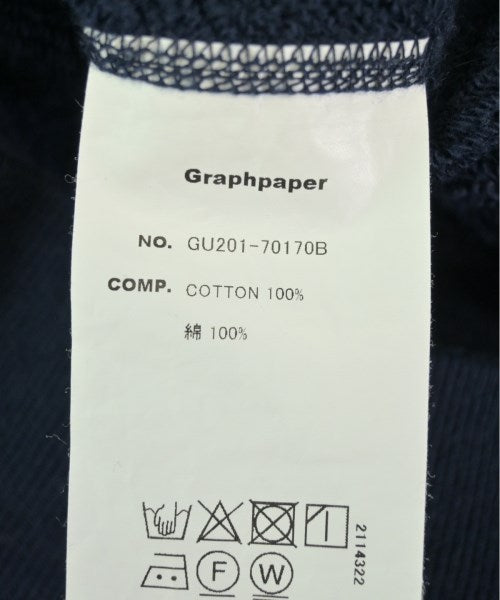 Graphpaper
NO. GU201-70170B
COMP. COTTON 100%
綿 100%
2114322
F W